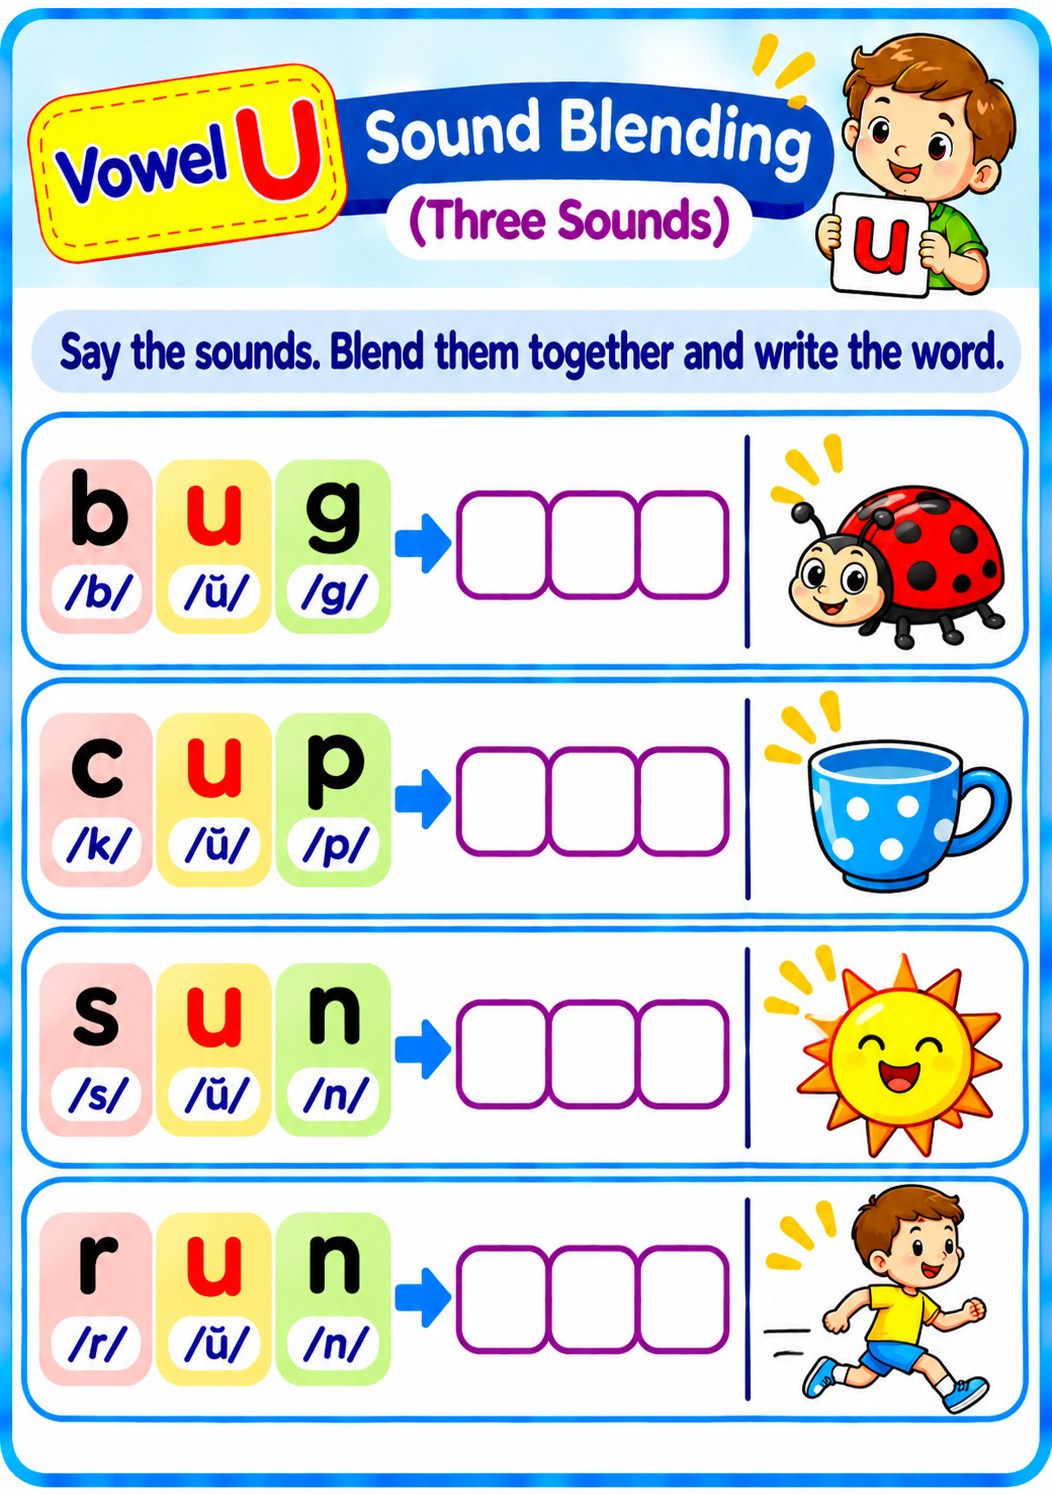 Vowel U
Sound Blending
(Three Sounds)
u
Say the sounds. Blend them together and write the word.
b u g
/b/ /ŭ/ /g/
c u p
/k/ /ŭ/ /p/
s u n
/s/ /ŭ/ /n/
r u n
/r/ /ŭ/ /n/